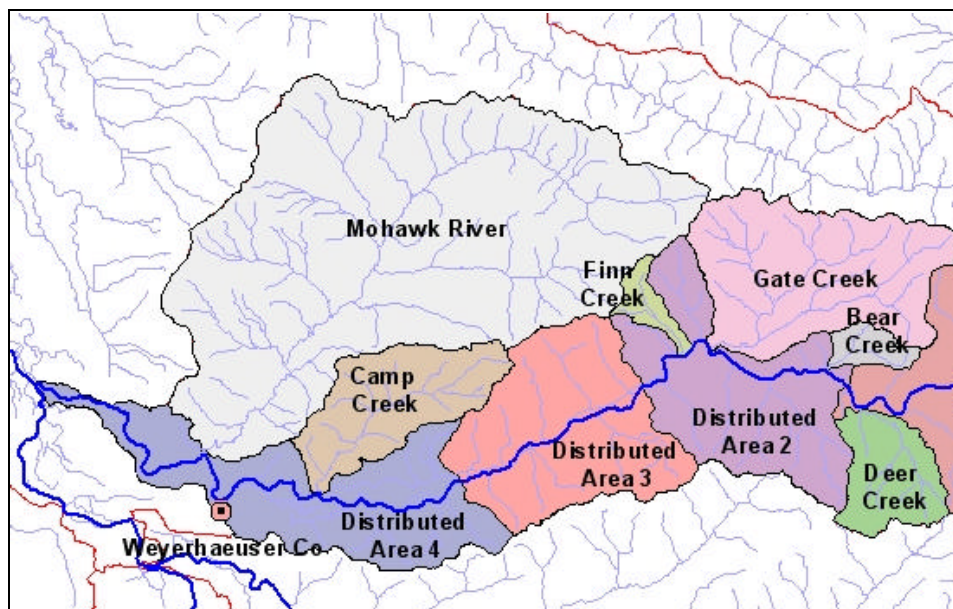 Mohawk River
Finn
Creek
Gate Creek
Bear
Creek
Camp
Creek
Distributed
Area 2
Distributed
Area 3
Deer
Creek
Distributed
Area 4
Weyerhaeuser Co